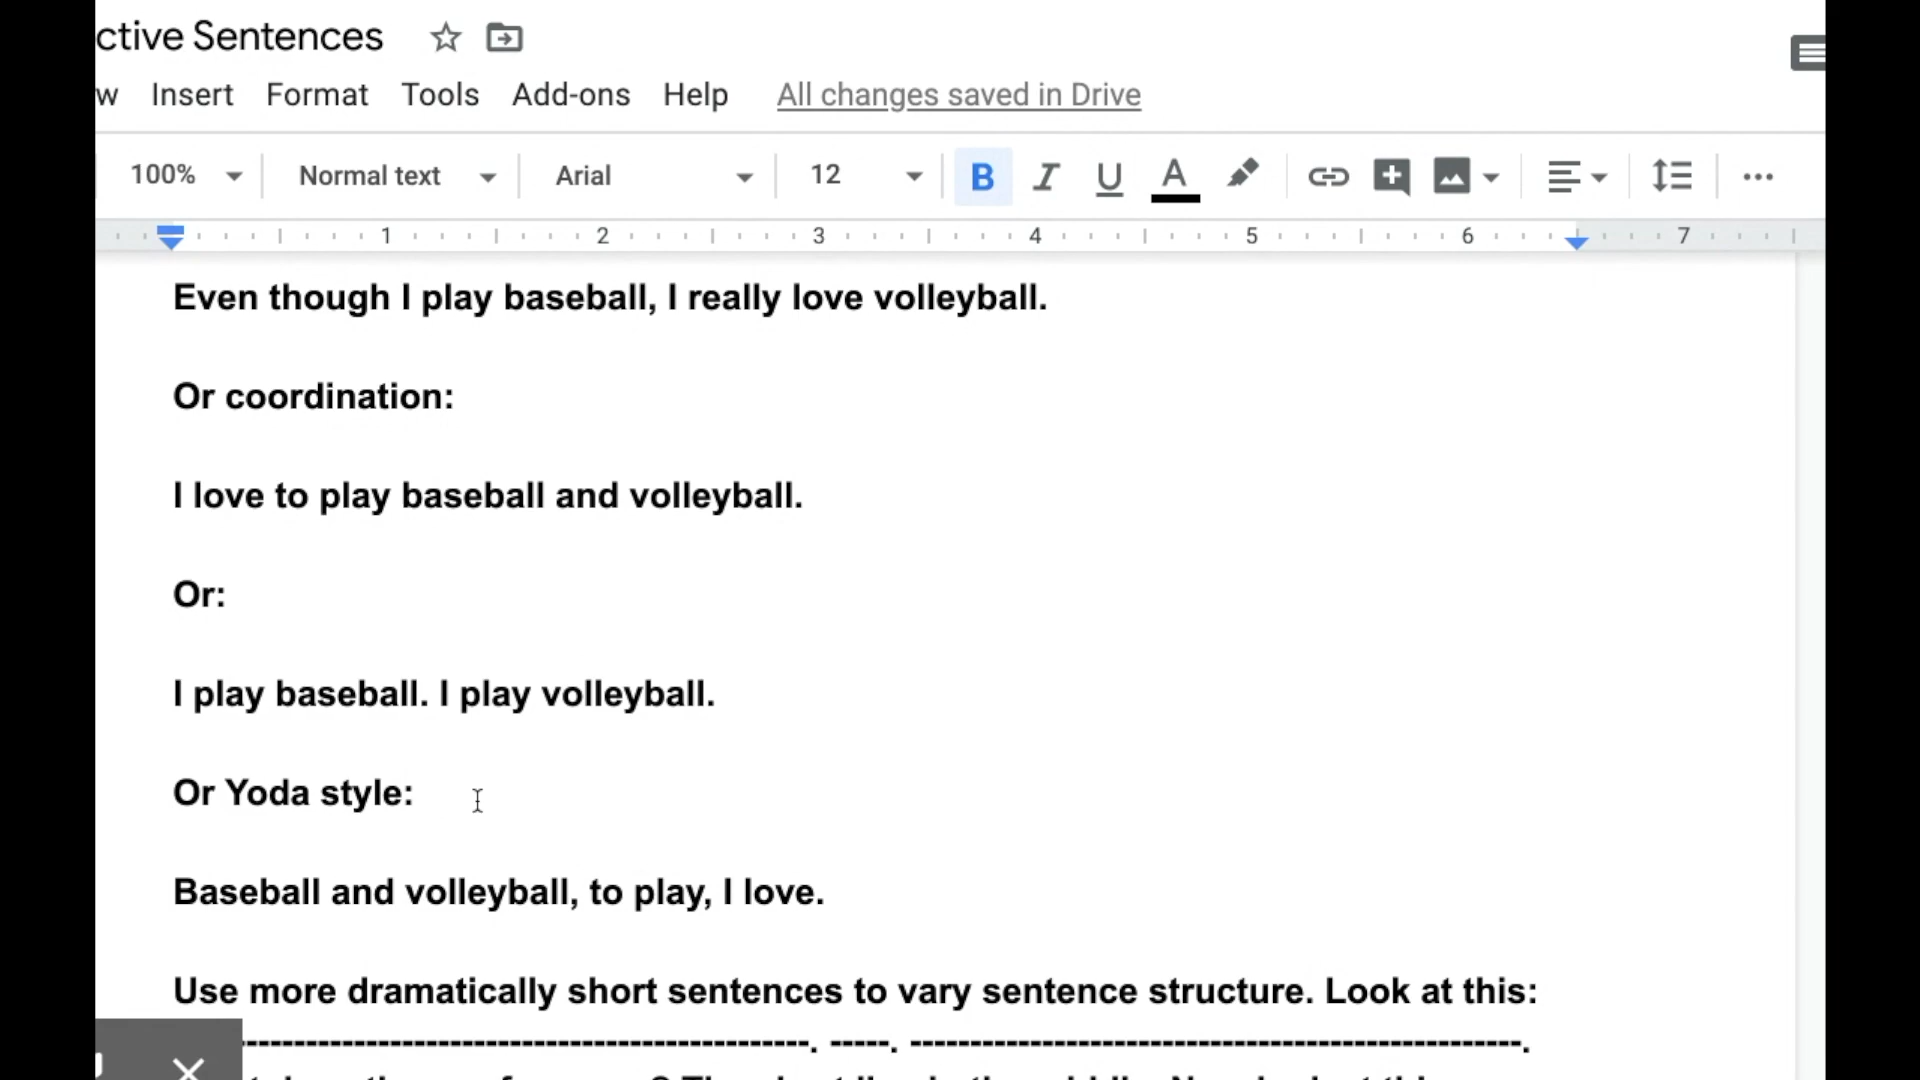 ctive Sentences
w Insert Format Tools Add-ons Help All changes saved in Drive
100% Normal text Arial 12 B I U A
1 2 3 4 5 6 7
Even though I play baseball, I really love volleyball.
Or coordination:
I love to play baseball and volleyball.
Or:
I play baseball. I play volleyball.
Or Yoda style:
Baseball and volleyball, to play, I love.
Use more dramatically short sentences to vary sentence structure. Look at this: